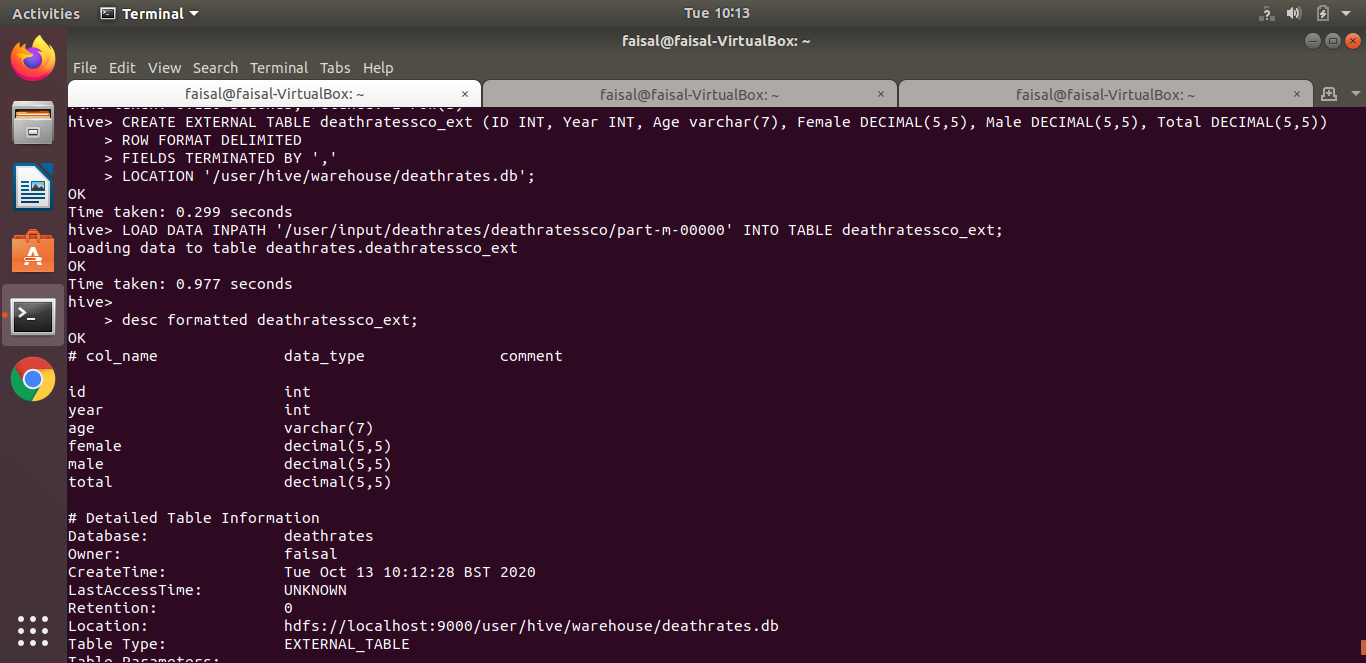 Activities Terminal Tue 10:13
faisal@faisal-VirtualBox: ~
File Edit View Search Terminal Tabs Help
faisal@faisal-VirtualBox: ~ × faisal@faisal-VirtualBox: ~ × faisal@faisal-VirtualBox: ~ ×
hive> CREATE EXTERNAL TABLE deathratessco_ext (ID INT, Year INT, Age varchar(7), Female DECIMAL(5,5), Male DECIMAL(5,5), Total DECIMAL(5,5))
> ROW FORMAT DELIMITED
> FIELDS TERMINATED BY ','
> LOCATION '/user/hive/warehouse/deathrates.db';
OK
Time taken: 0.299 seconds
hive> LOAD DATA INPATH '/user/input/deathrates/deathratessco/part-m-00000' INTO TABLE deathratessco_ext;
Loading data to table deathrates.deathratessco_ext
OK
Time taken: 0.977 seconds
hive>
> desc formatted deathratessco_ext;
OK
# col_name data_type comment
id int
year int
age varchar(7)
female decimal(5,5)
male decimal(5,5)
total decimal(5,5)
# Detailed Table Information
Database: deathrates
Owner: faisal
CreateTime: Tue Oct 13 10:12:28 BST 2020
LastAccessTime: UNKNOWN
Retention: 0
Location: hdfs://localhost:9000/user/hive/warehouse/deathrates.db
Table Type: EXTERNAL_TABLE
Table Parameters: